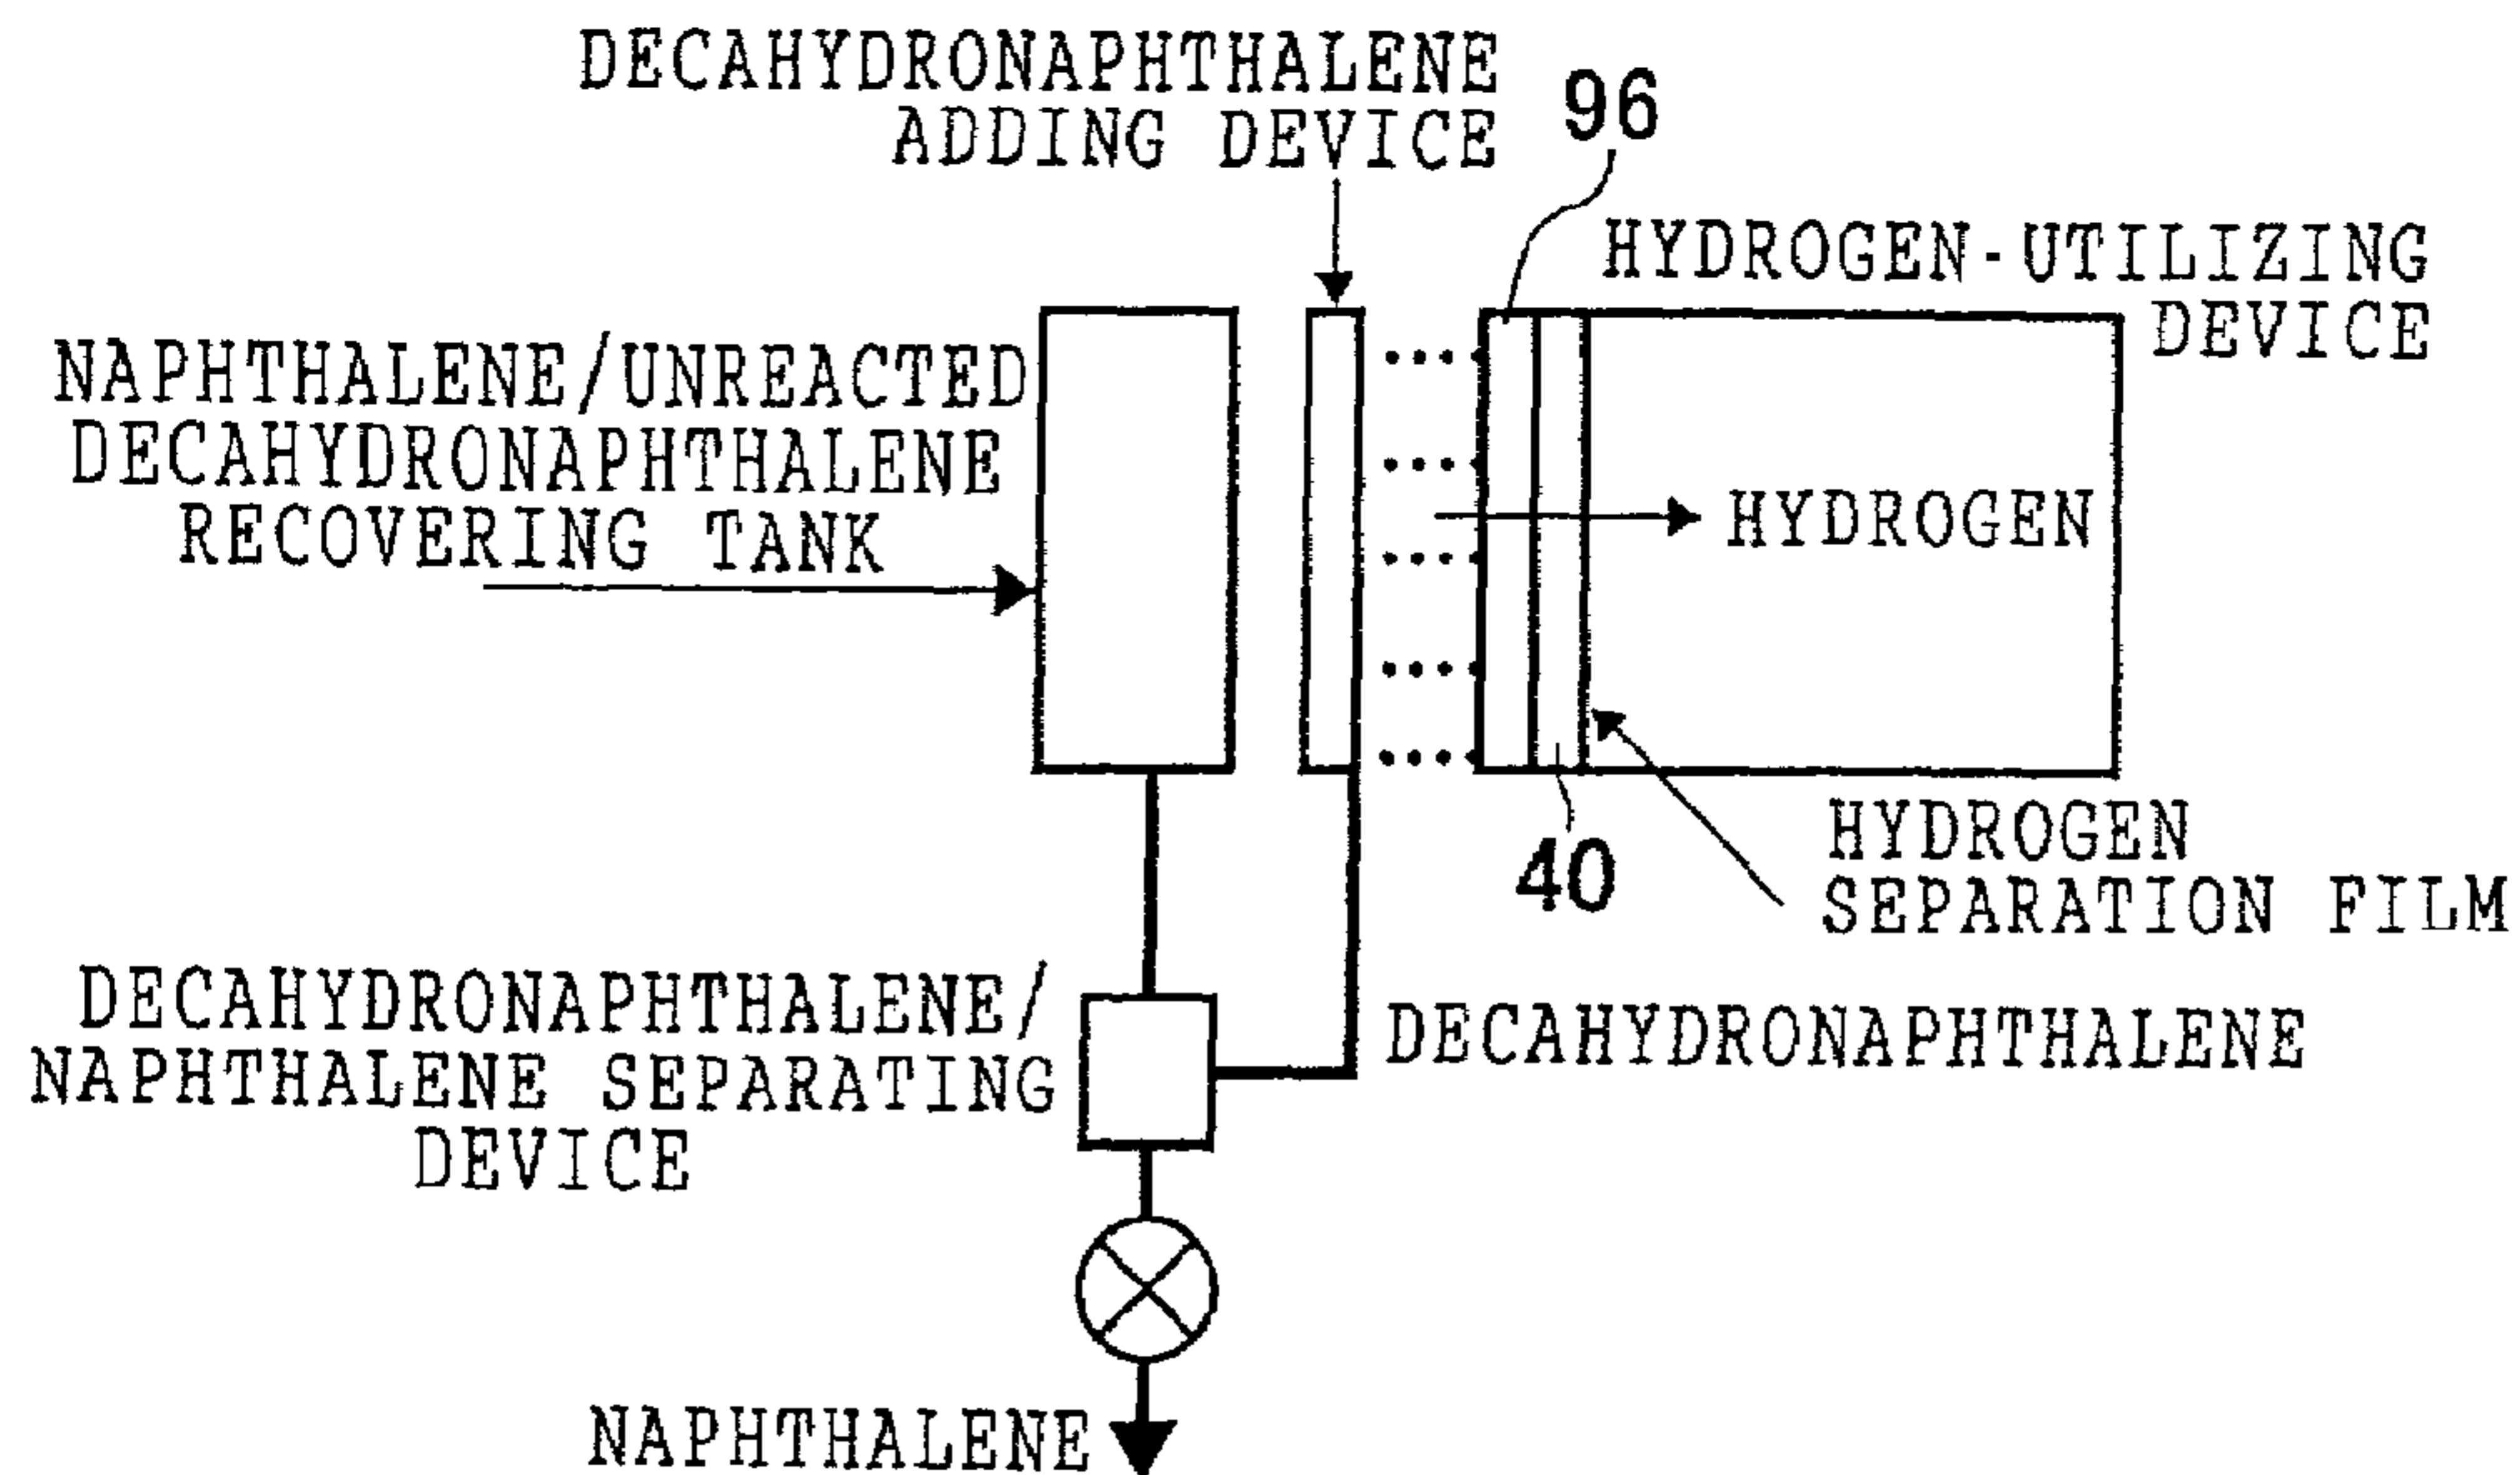 DECAHYDRONAPHTHALENE
ADDING DEVICE
96
HYDROGEN-UTILIZING
DEVICE
NAPHTHALENE/UNREACTED
DECAHYDRONAPHTHALENE
RECOVERING TANK
HYDROGEN
40
HYDROGEN
SEPARATION FILM
DECAHYDRONAPHTHALENE/
NAPHTHALENE SEPARATING
DEVICE
DECAHYDRONAPHTHALENE
NAPHTHALENE